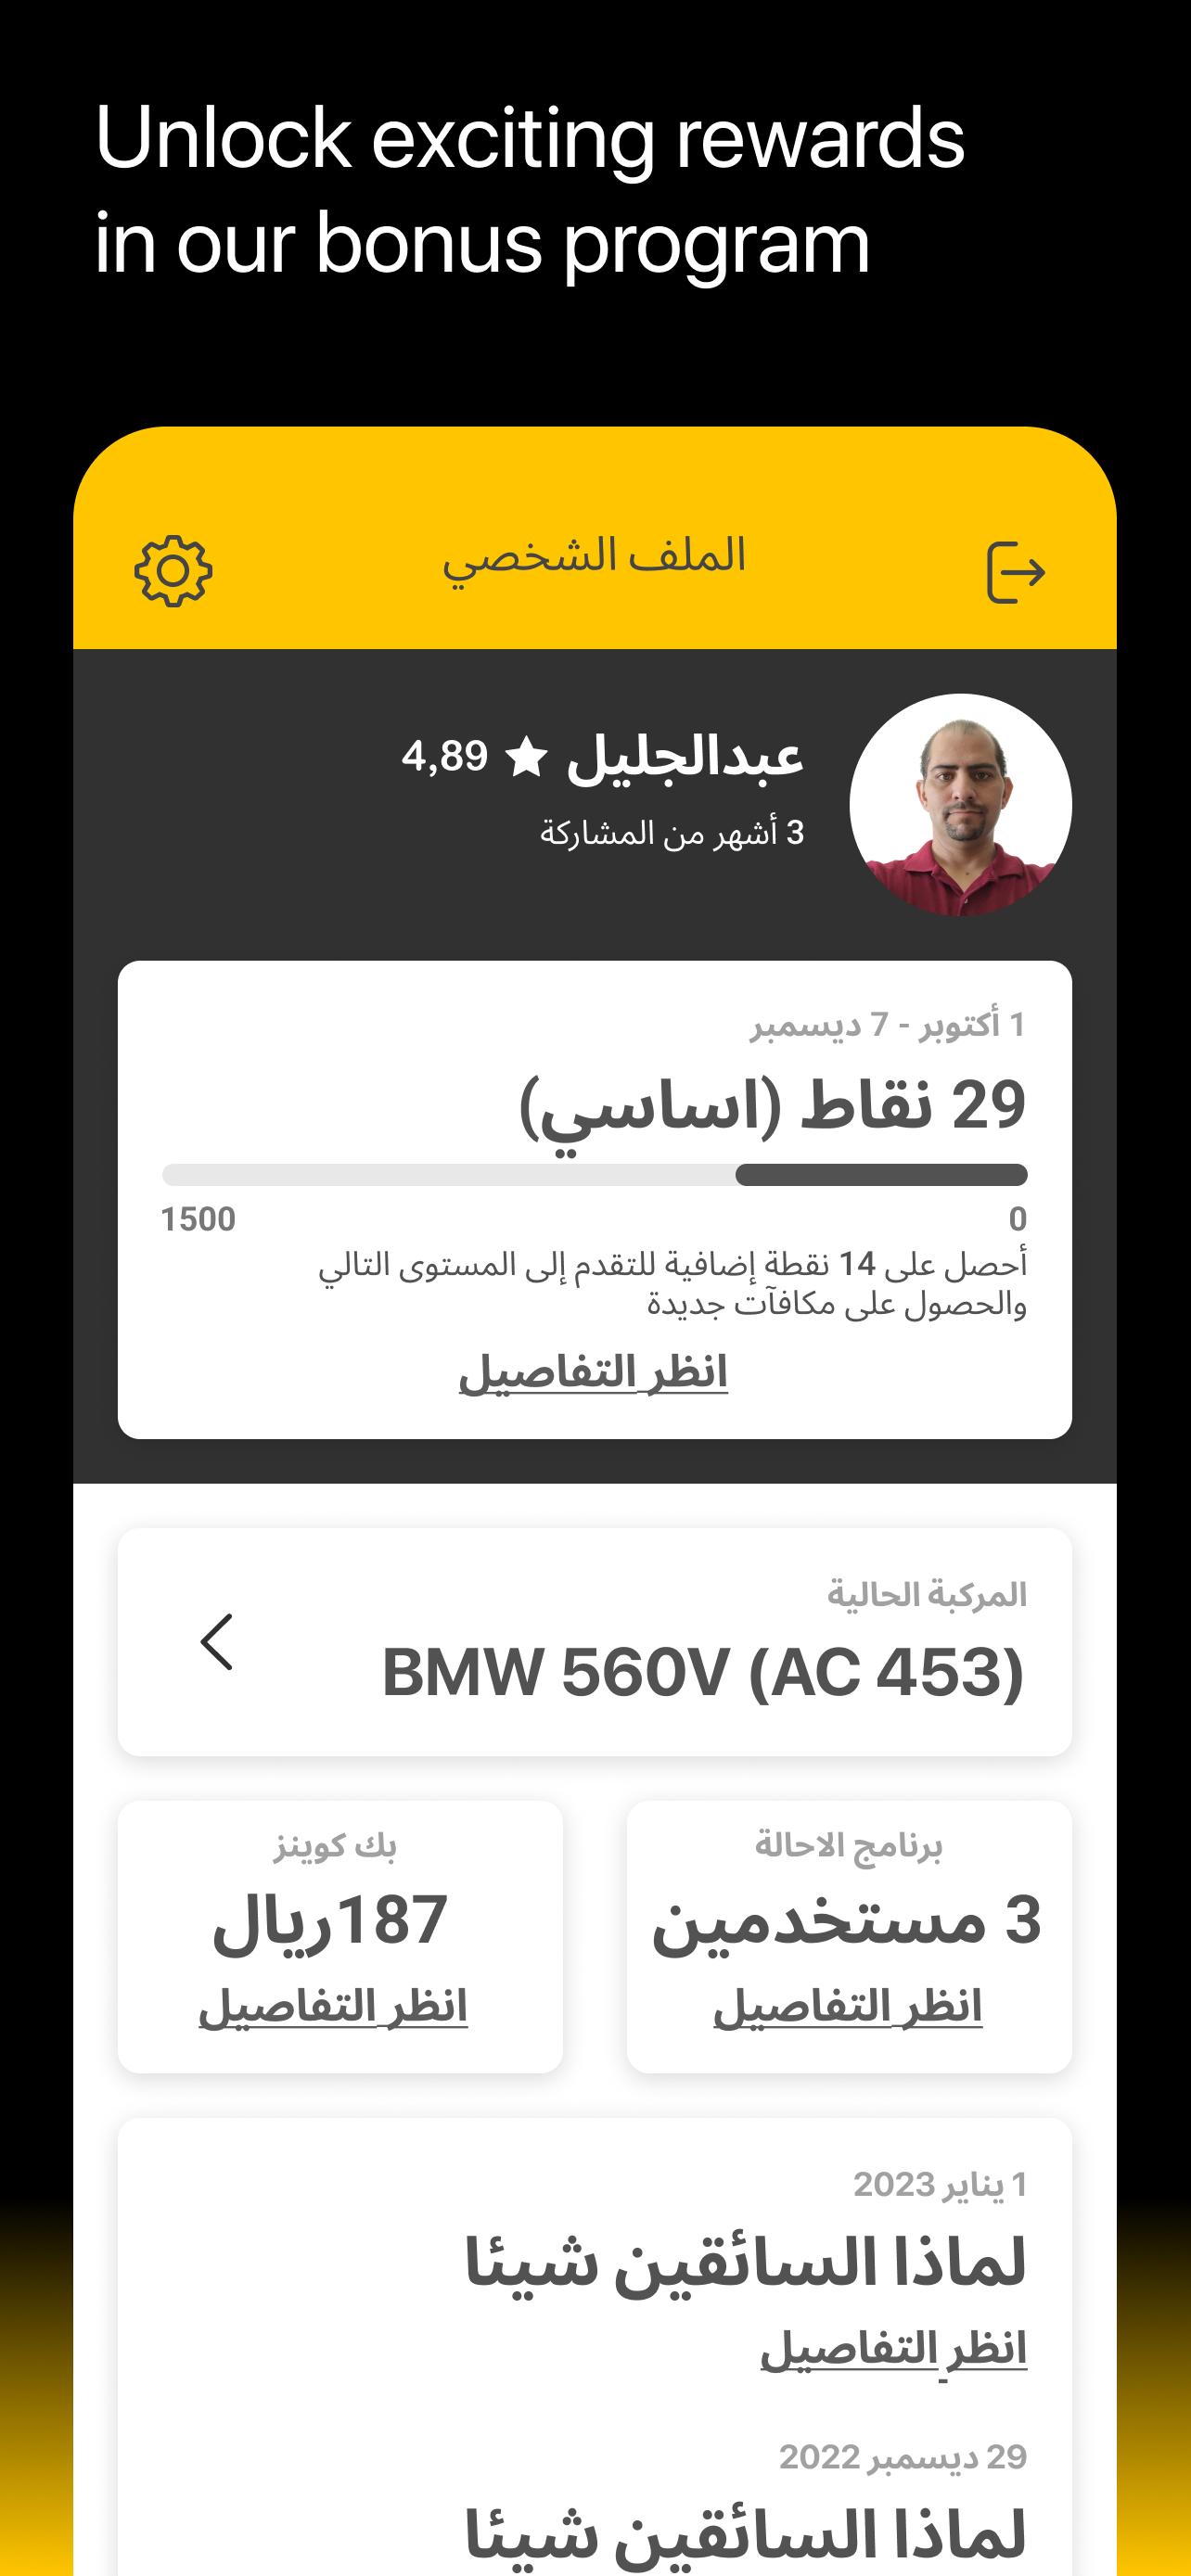 Unlock exciting rewards
in our bonus program
الملف الشخصي
عبدالجليل ★ 4,89
3 أشهر من المشاركة
1 أكتوبر - 7 ديسمبر
29 نقاط (اساسي)
0 1500
أحصل على 14 نقطة إضافية للتقدم إلى المستوى التالي
والحصول على مكافآت جديدة
انظر التفاصيل
المركبة الحالية
BMW 560V (AC 453)
برنامج الاحالة
3 مستخدمين
انظر التفاصيل
بك كوينز
187ريال
انظر التفاصيل
1 يناير 2023
لماذا السائقين شيئا
انظر التفاصيل
29 ديسمبر 2022
لماذا السائقين شيئا